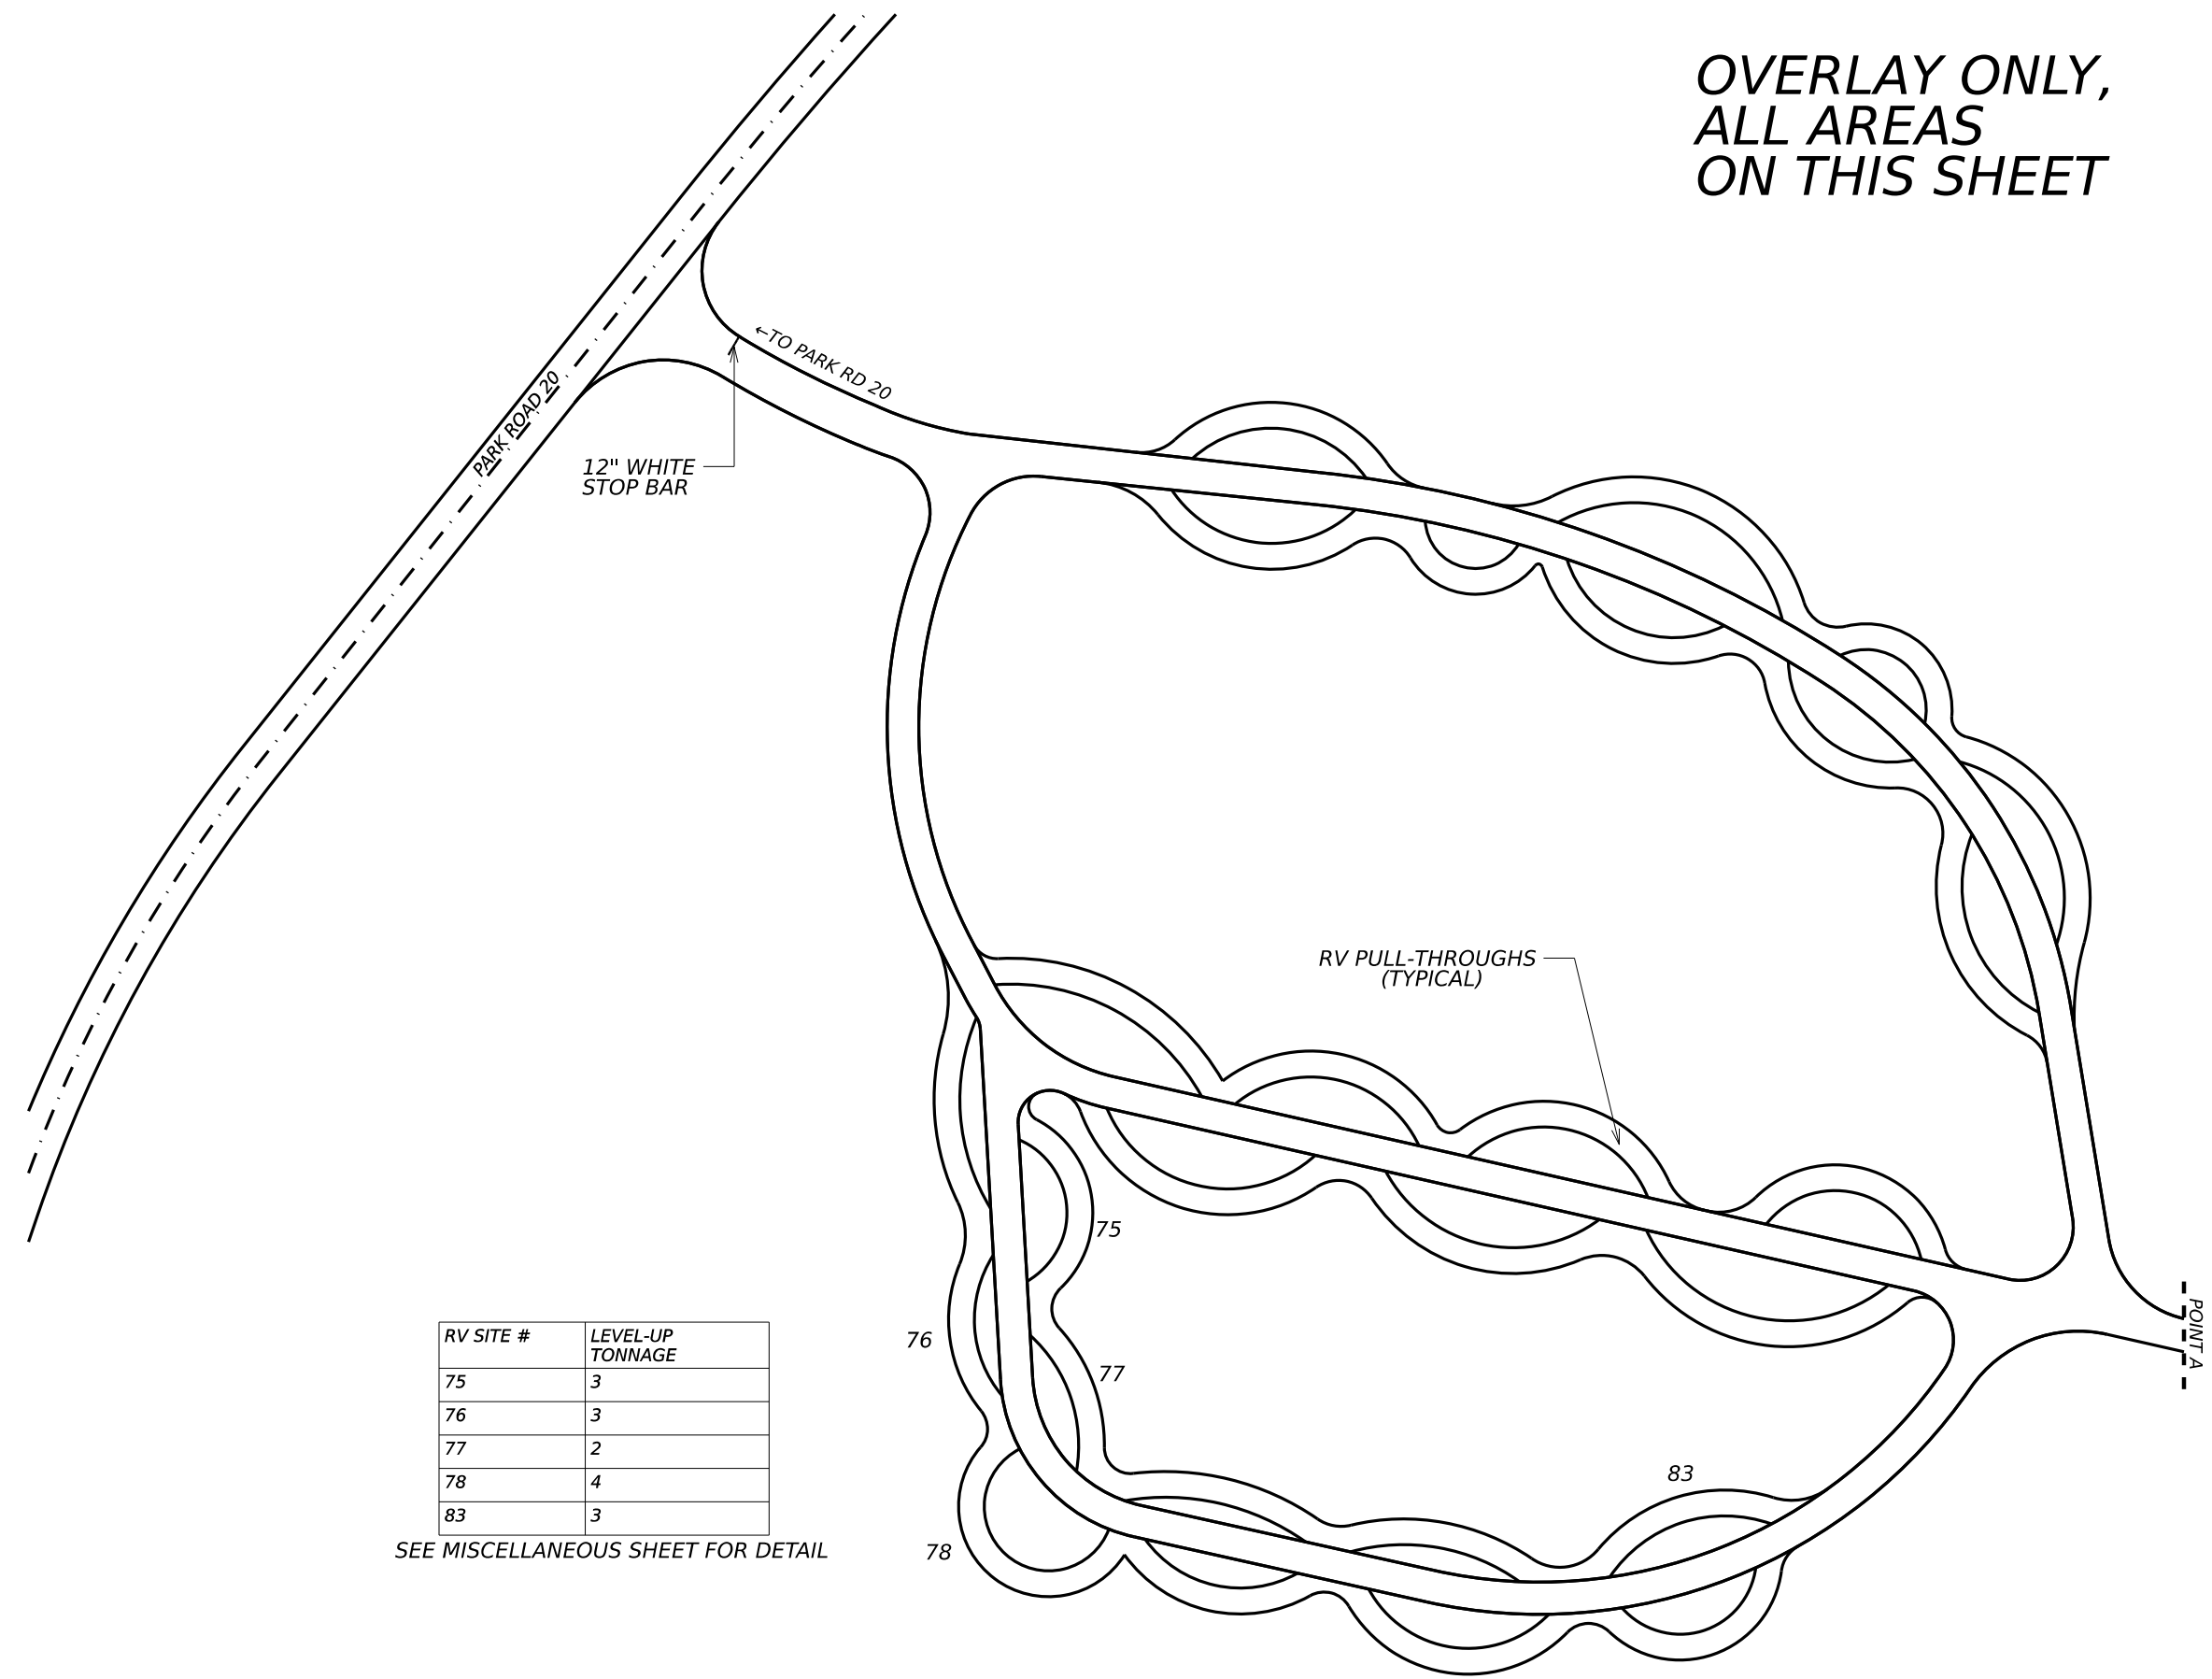 OVERLAY ONLY,
ALL AREAS
ON THIS SHEET
←TO PARK RD 20
PARK ROAD 20
12" WHITE
STOP BAR
RV PULL-THROUGHS
(TYPICAL)
75
76
77
78
83
POINT A
RV SITE # LEVEL-UP
TONNAGE
75 3
76 3
77 2
78 4
83 3
SEE MISCELLANEOUS SHEET FOR DETAIL